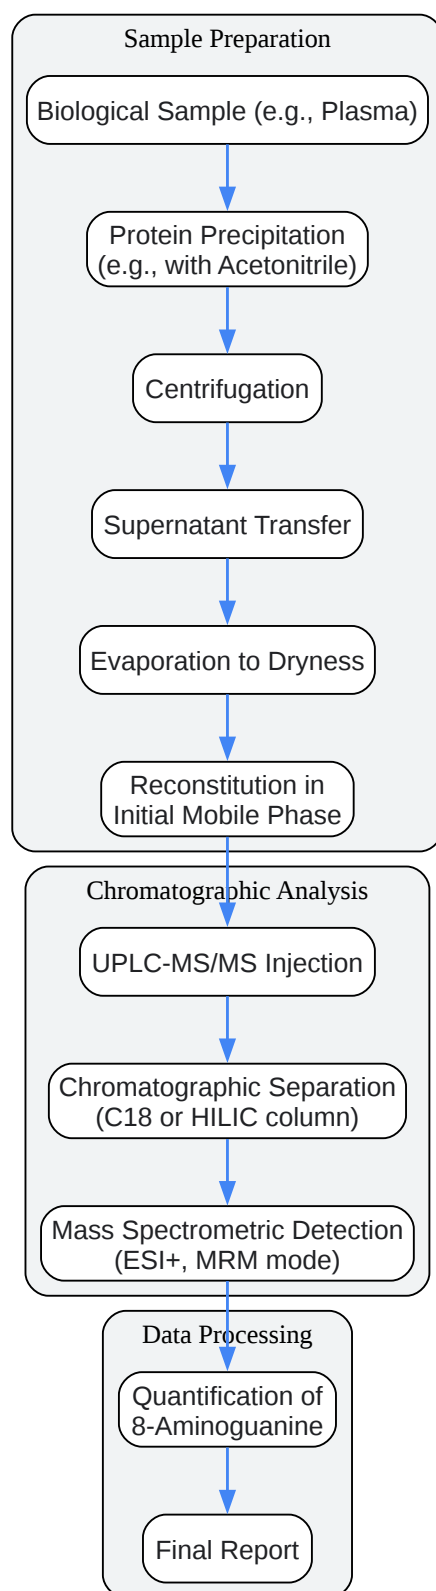 Sample Preparation
Biological Sample (e.g., Plasma)
Protein Precipitation
(e.g., with Acetonitrile)
Centrifugation
Supernatant Transfer
Evaporation to Dryness
Reconstitution in
Initial Mobile Phase
Chromatographic Analysis
UPLC-MS/MS Injection
Chromatographic Separation
(C18 or HILIC column)
Mass Spectrometric Detection
(ESI+, MRM mode)
Data Processing
Quantification of
8-Aminoguanine
Final Report